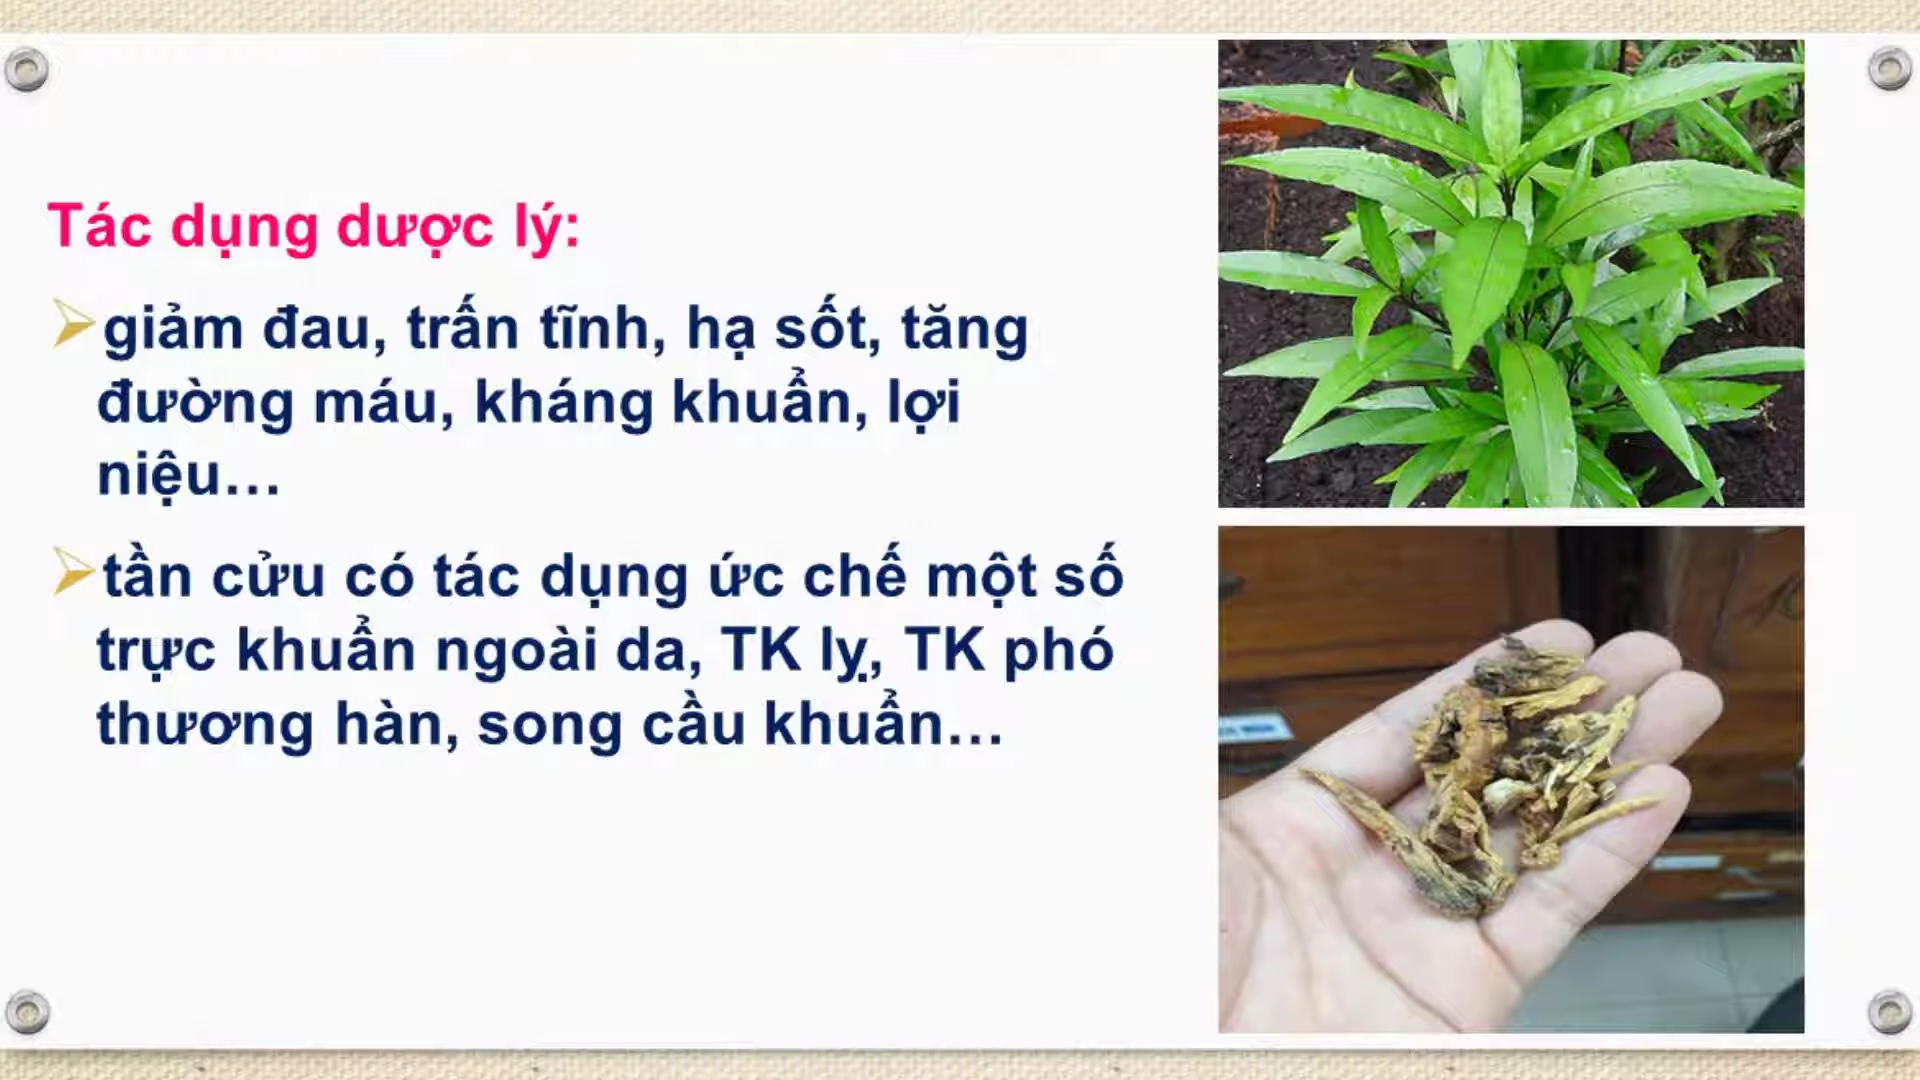 Tác dụng dược lý:
giảm đau, trấn tĩnh, hạ sốt, tăng
đường máu, kháng khuẩn, lợi
niệu…
tần cửu có tác dụng ức chế một số
trực khuẩn ngoài da, TK lỵ, TK phó
thương hàn, song cầu khuẩn…